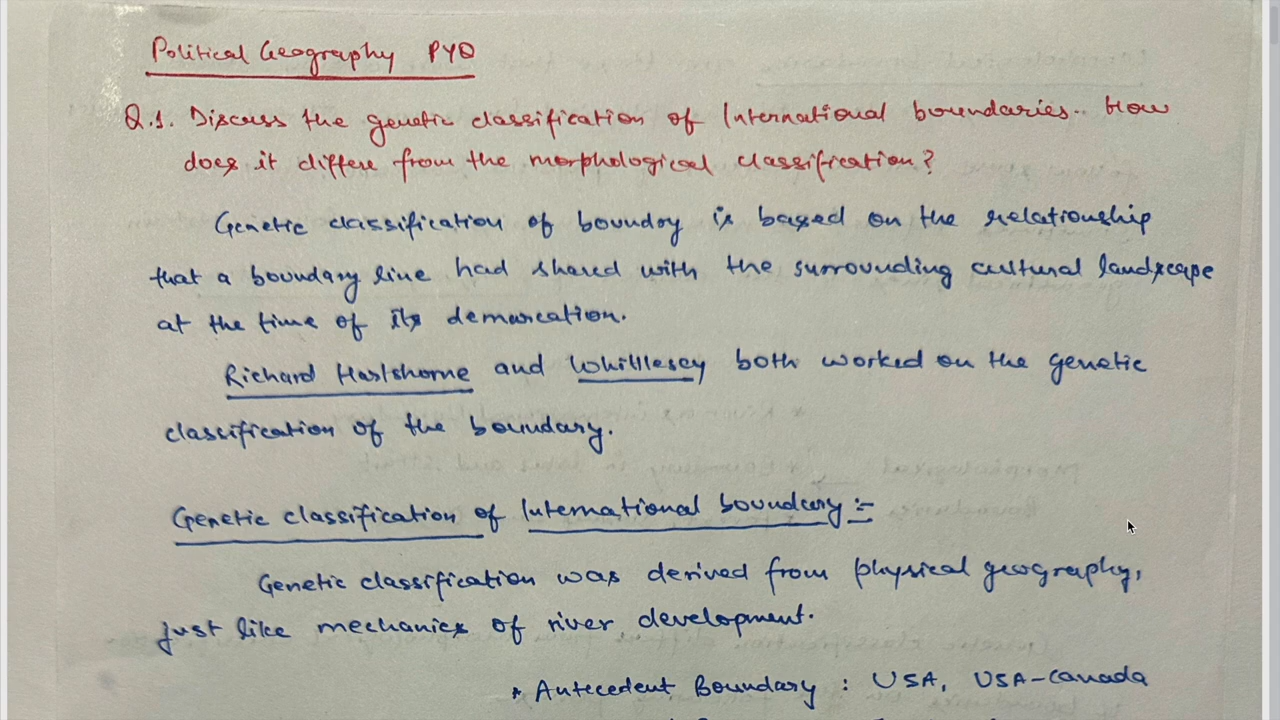 Political Geography PYQ
Q.1. Discuss the genetic classification of International boundaries.. How
does it differe from the morphological classification?
Genetic classification of boundry is based on the relationship
that a boundary line had shared with the surrounding cultural landscape
at the time of its demarcation.
Richard Hartshorne and Whilllesey both worked on the genetic
classification of the boundary.
Genetic classification of International boundary :-
Genetic classification was derived from physical geography,
just like mechanics of river development.
* Antecedent Boundary : USA, USA-Canada